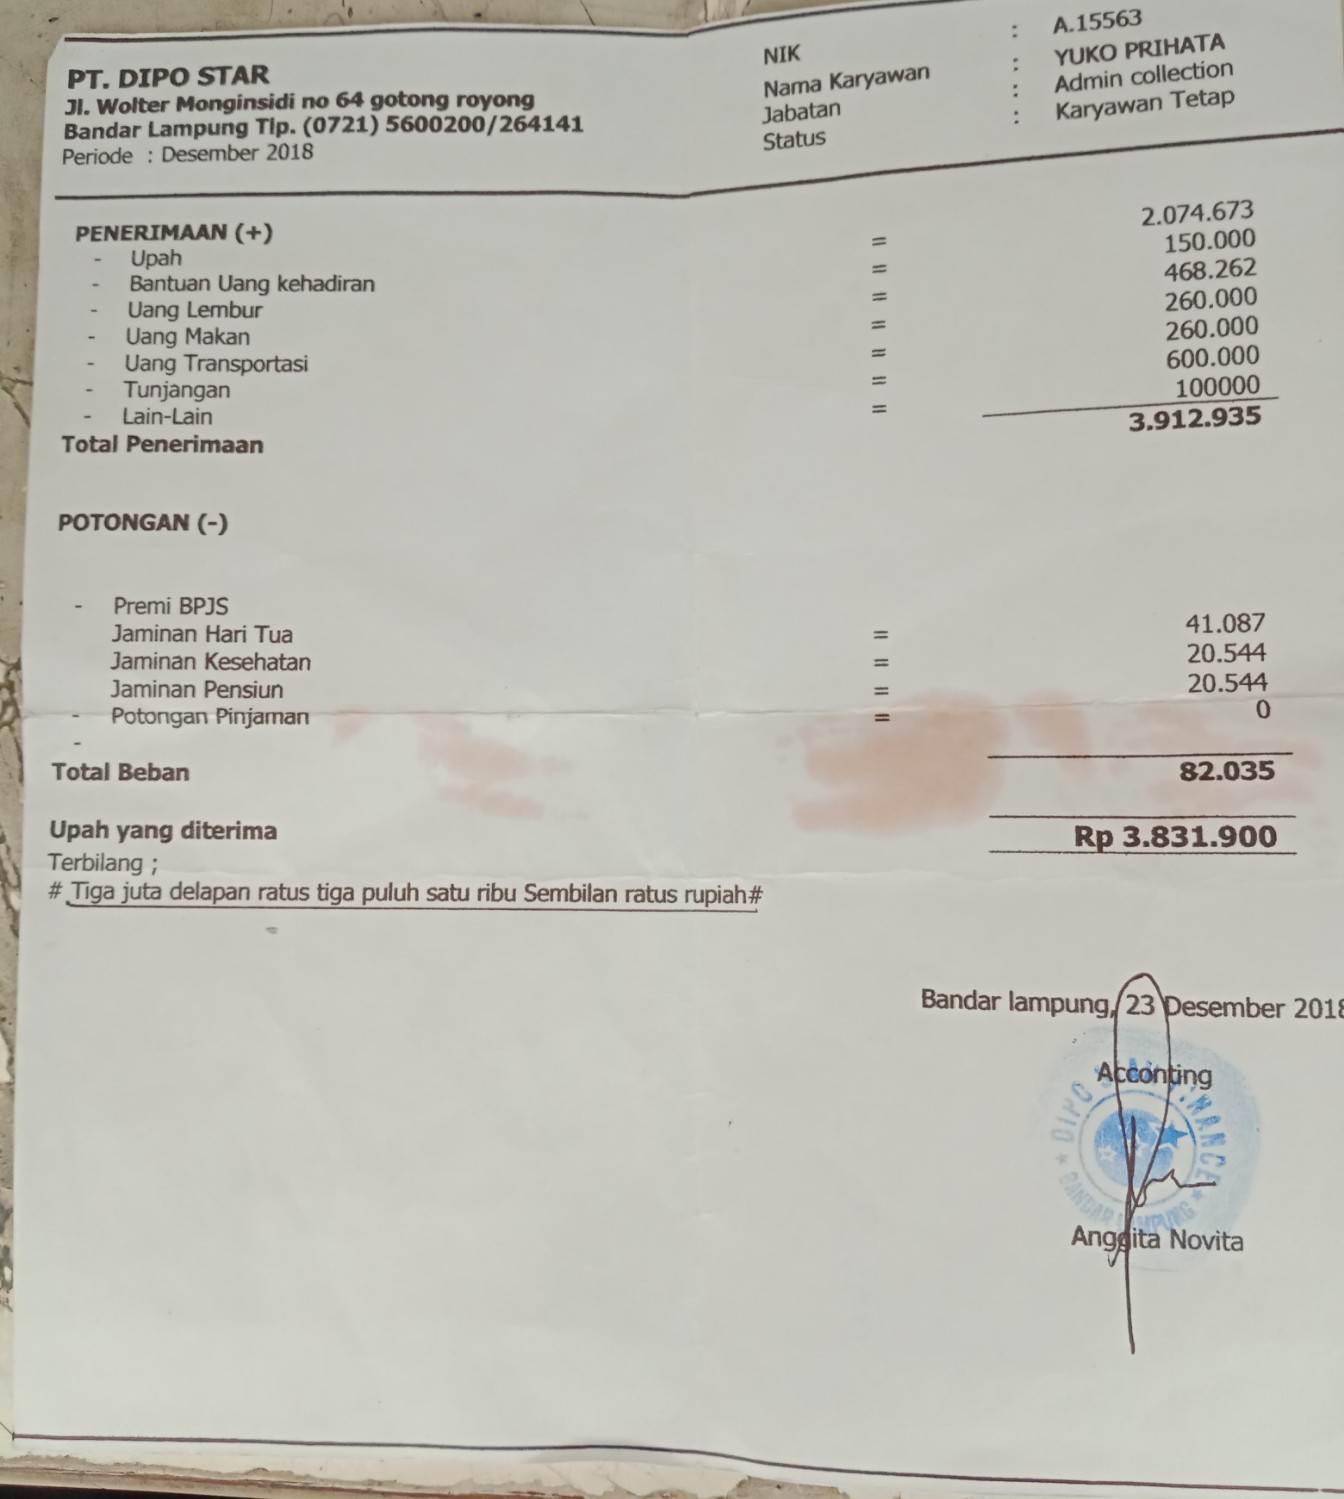 PT. DIPO STAR
Jl. Wolter Monginsidi no 64 gotong royong
Bandar Lampung Tlp. (0721) 5600200/264141
Periode : Desember 2018
NIK : A.15563
Nama Karyawan : YUKO PRIHATA
Jabatan : Admin collection
Status : Karyawan Tetap
PENERIMAAN (+)
- Upah = 2.074.673
- Bantuan Uang kehadiran = 150.000
- Uang Lembur = 468.262
- Uang Makan = 260.000
- Uang Transportasi = 260.000
- Tunjangan = 600.000
- Lain-Lain = 100000
Total Penerimaan 3.912.935
POTONGAN (-)
- Premi BPJS
Jaminan Hari Tua = 41.087
Jaminan Kesehatan = 20.544
Jaminan Pensiun = 20.544
- Potongan Pinjaman = 0
-
Total Beban 82.035
Upah yang diterima Rp 3.831.900
Terbilang ;
# Tiga juta delapan ratus tiga puluh satu ribu Sembilan ratus rupiah#
Bandar lampung, 23 Desember 2018
Acconting
DIPO STAR FINANCE
BANDAR LAMPUNG
Anggita Novita